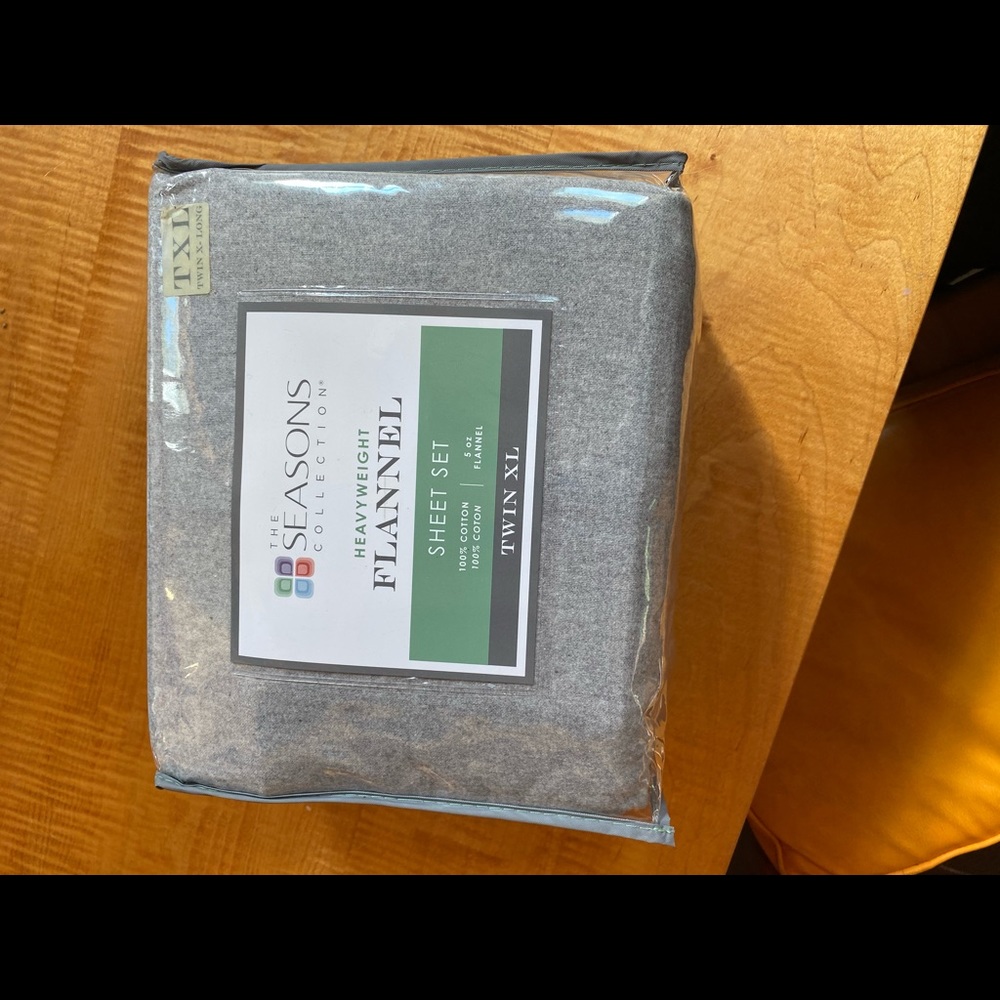 TXL
TWIN X-LONG
THE
SEASONS
COLLECTION®
HEAVYWEIGHT
FLANNEL
SHEET SET
100% COTTON
100% COTON
5 oz
FLANNEL
TWIN XL